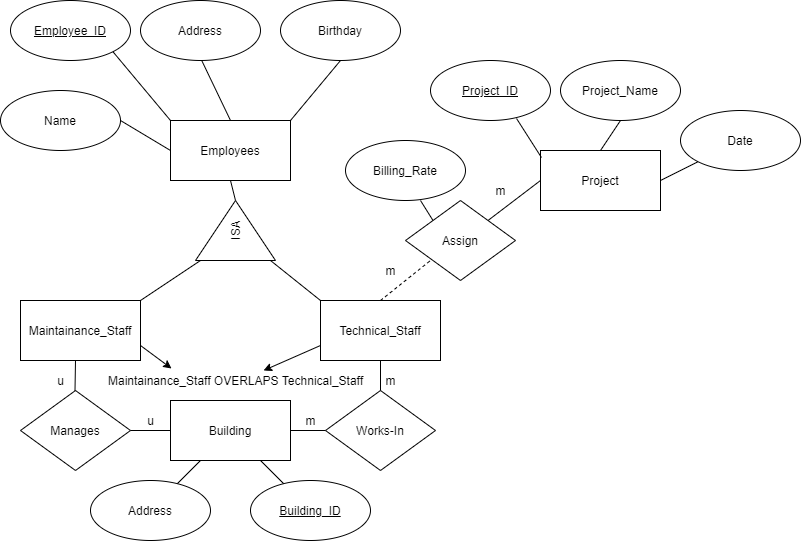 Employee_ID
Address
Birthday
Name
Employees
Project_ID
Project_Name
Date
Billing_Rate
Project
m
Assign
ISA
m
Maintainance_Staff
Technical_Staff
u
Maintainance_Staff OVERLAPS Technical_Staff
m
Manages
u
Building
m
Works-In
Address
Building_ID